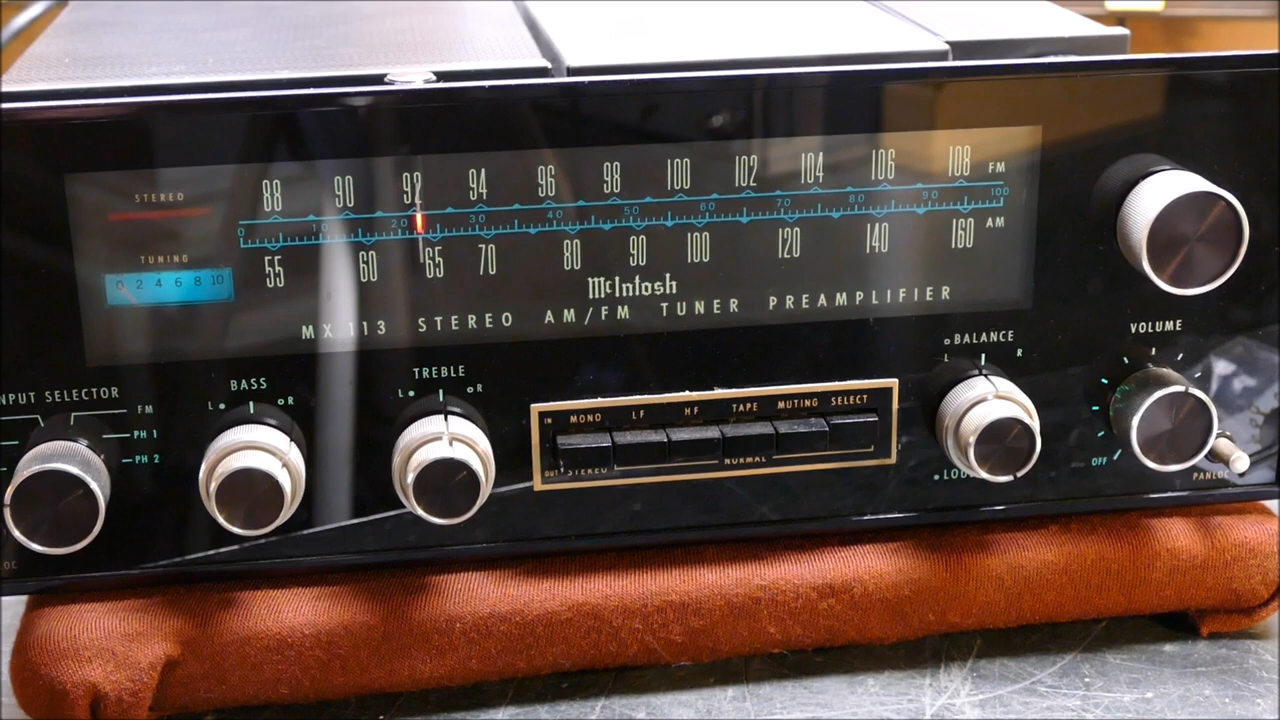 STEREO
88 90 92 94 96 98 100 102 104 106 108 FM
0 10 20 30 40 50 60 70 80 90 100
TUNING
0 2 4 6 8 10
55 60 65 70 80 90 100 120 140 160 AM
McIntosh
MX 113 STEREO AM/FM TUNER PREAMPLIFIER
NPUT SELECTOR
FM
PH 1
PH 2
BASS
L R
TREBLE
L R
IN MONO LF HF TAPE MUTING SELECT
OUT STEREO NORMAL
BALANCE
L R
VOLUME
OFF
PANLOC